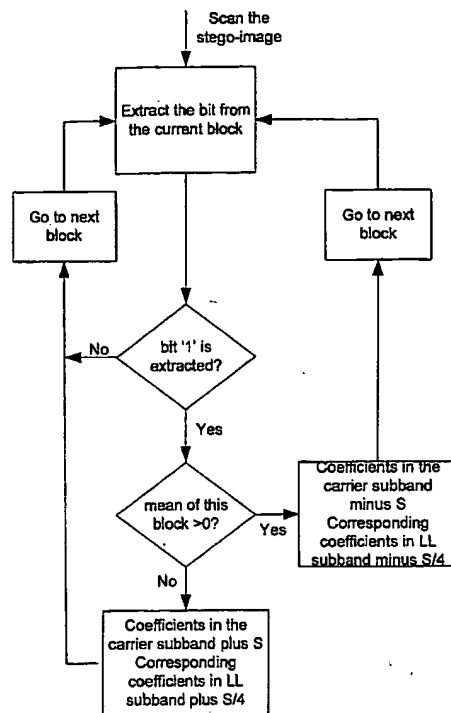 Scan the
stego-image
Extract the bit from
the current block
Go to next
block
Go to next
block
bit '1' is
extracted?
No
Yes
mean of this
block >0?
Yes
No
Coefficients in the
carrier subband
minus S
Corresponding
coefficients in LL
subband minus S/4
Coefficients in the
carrier subband plus S
Corresponding
coefficients in LL
subband plus S/4